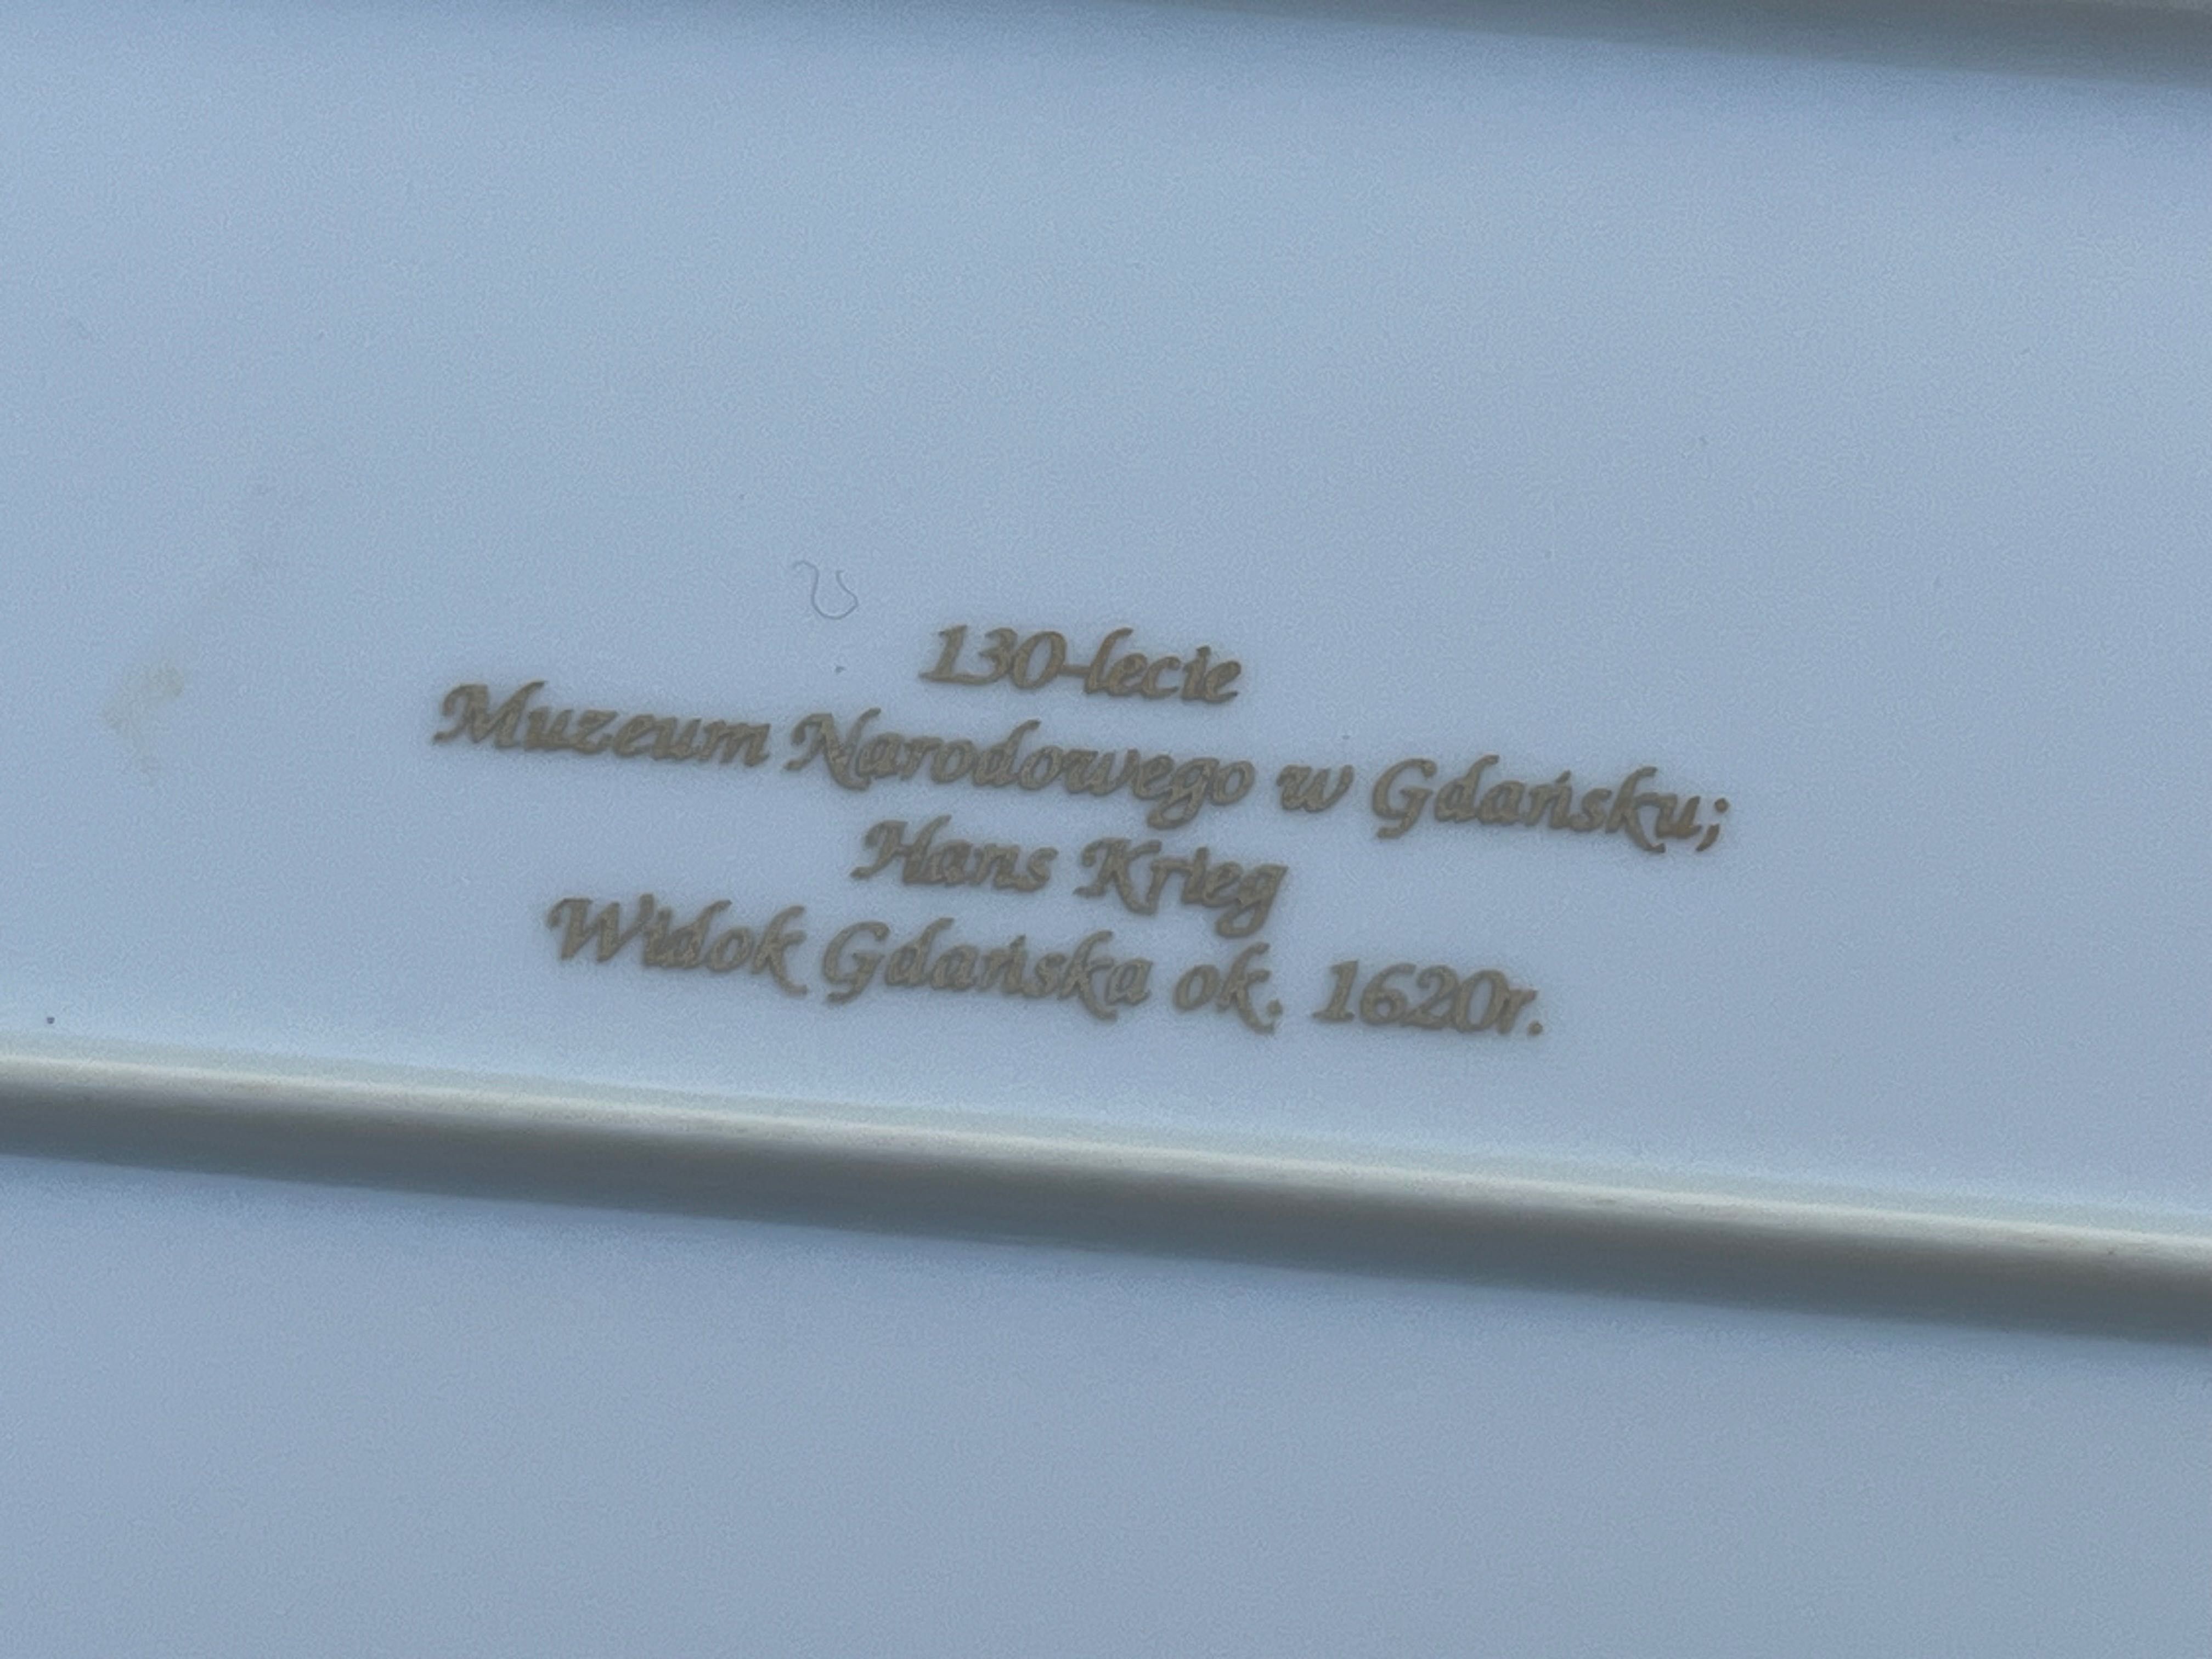 130-lecie
Muzeum Narodowego w Gdańsku;
Hans Krieg
Widok Gdańska ok. 1620r.